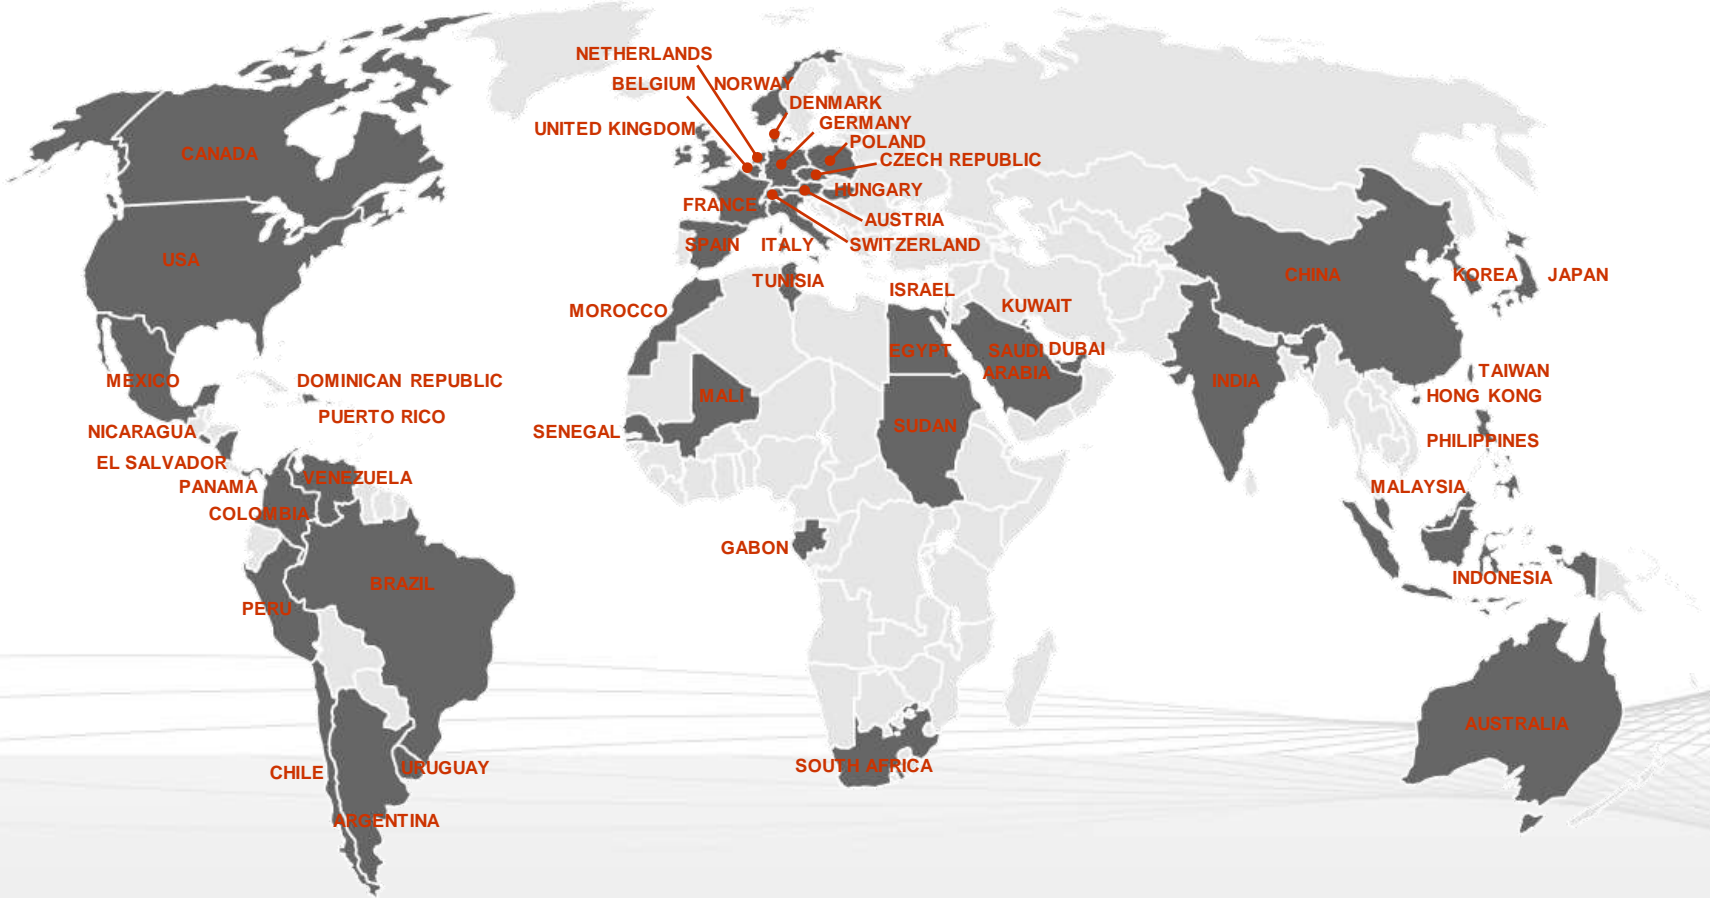 NETHERLANDS
BELGIUM
NORWAY
DENMARK
UNITED KINGDOM
GERMANY
POLAND
CZECH REPUBLIC
HUNGARY
FRANCE
AUSTRIA
SPAIN
ITALY
SWITZERLAND
CANADA
USA
MEXICO
DOMINICAN REPUBLIC
PUERTO RICO
NICARAGUA
EL SALVADOR
PANAMA
VENEZUELA
COLOMBIA
BRAZIL
PERU
CHILE
URUGUAY
ARGENTINA
TUNISIA
MOROCCO
ISRAEL
KUWAIT
EGYPT
SAUDI
ARABIA
DUBAI
MALI
SENEGAL
SUDAN
GABON
SOUTH AFRICA
CHINA
KOREA
JAPAN
INDIA
TAIWAN
HONG KONG
PHILIPPINES
MALAYSIA
INDONESIA
AUSTRALIA